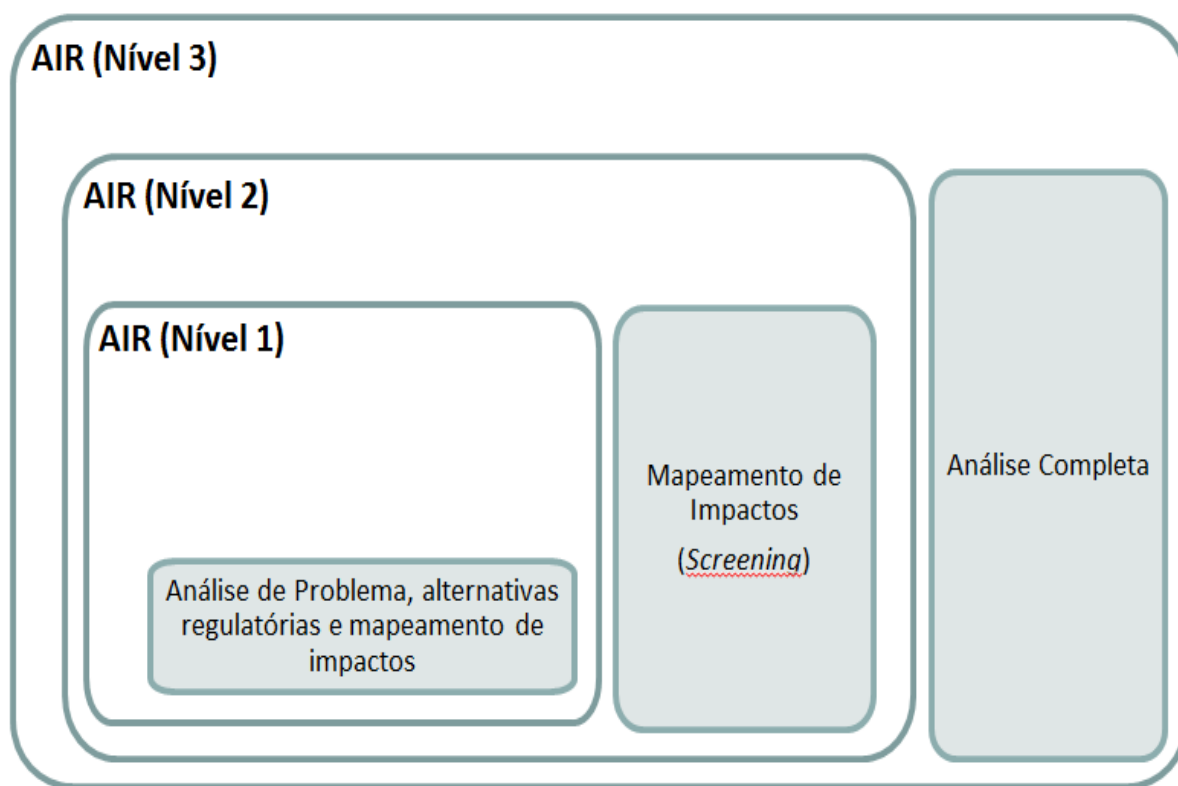 AIR (Nível 3)
AIR (Nível 2)
AIR (Nível 1)
Análise de Problema, alternativas
regulatórias e mapeamento de
impactos
Mapeamento de
Impactos
(Screening)
Análise Completa